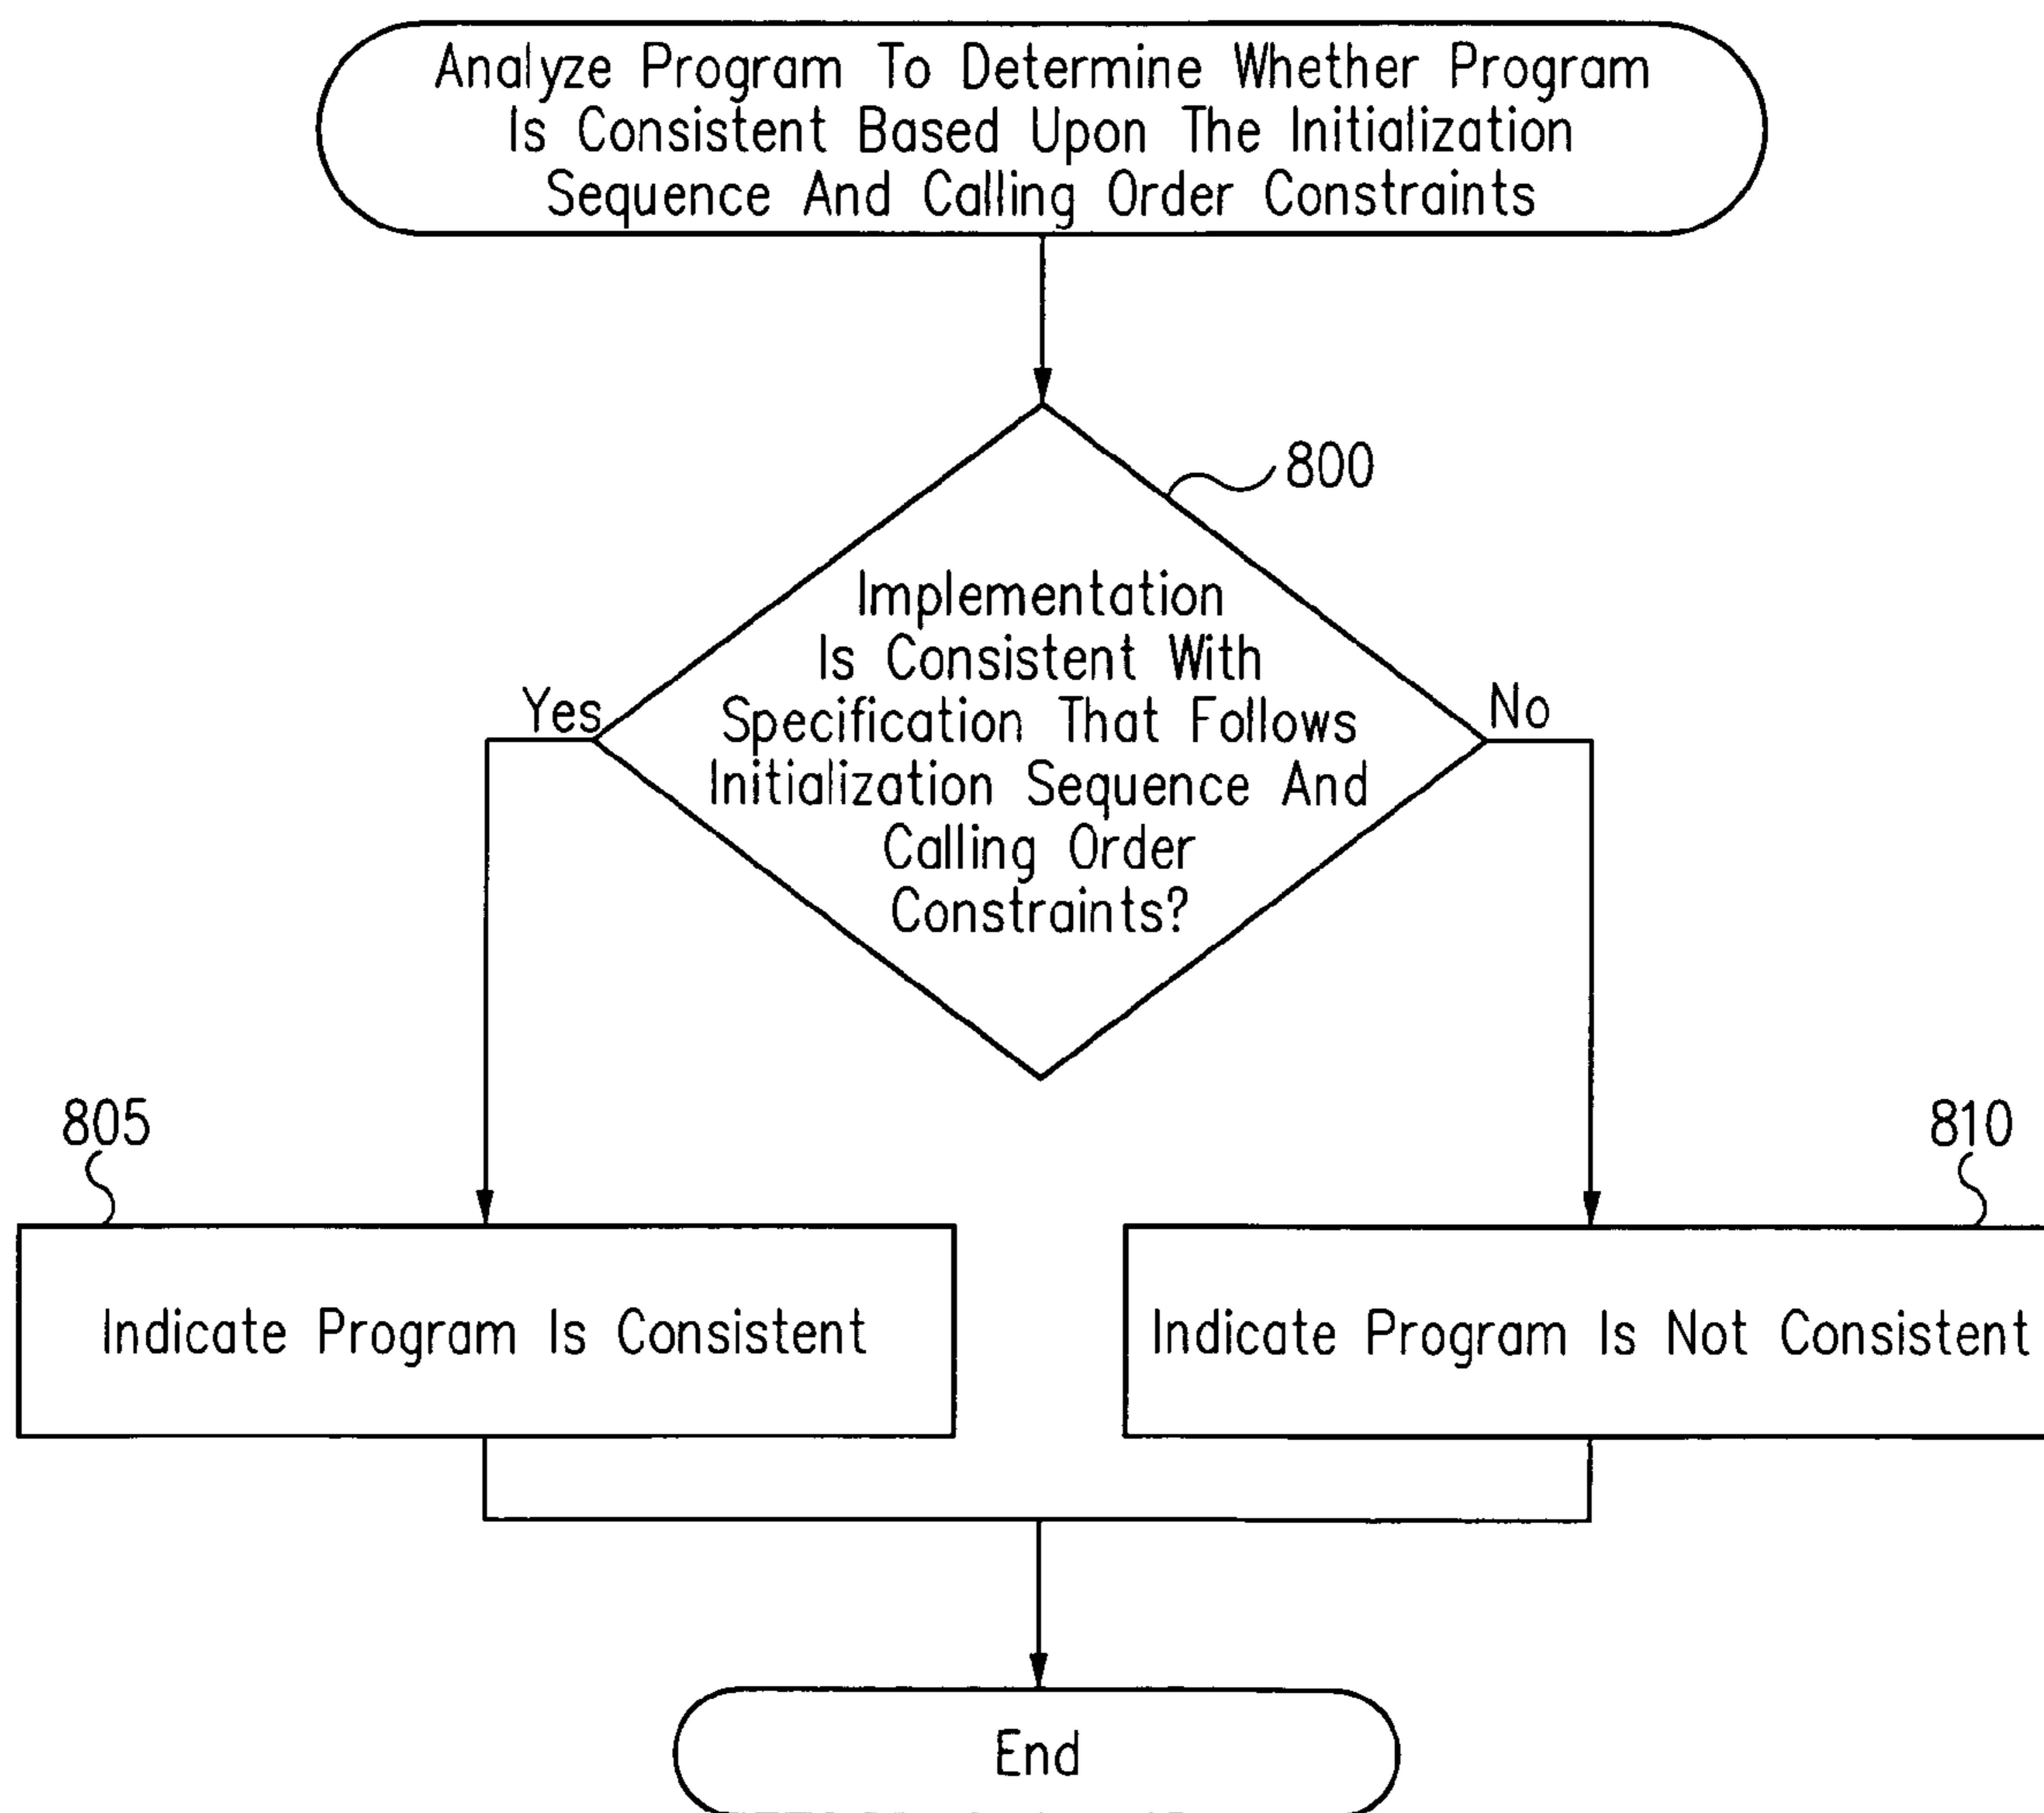 Analyze Program To Determine Whether Program
Is Consistent Based Upon The Initialization
Sequence And Calling Order Constraints
800
Implementation
Is Consistent With
Specification That Follows
Initialization Sequence And
Calling Order
Constraints?
Yes
No
805
810
Indicate Program Is Consistent
Indicate Program Is Not Consistent
End